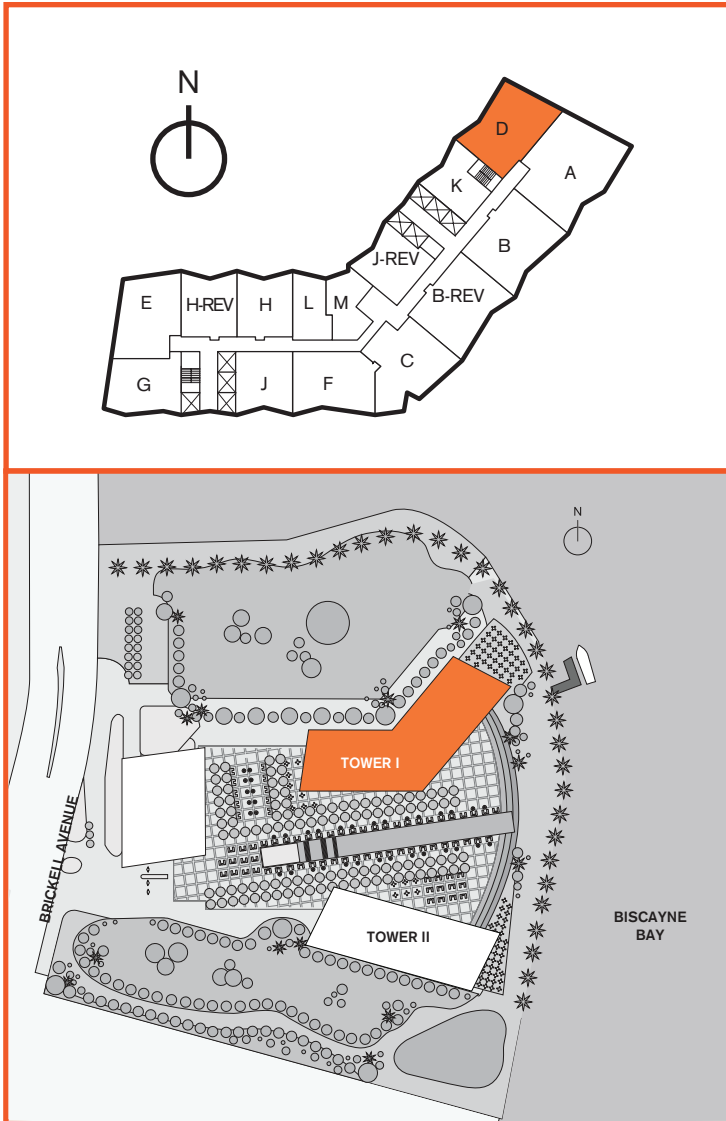 N
D
A
K
B
J-REV
B-REV
E
H-REV
H
L
M
C
G
J
F
N
TOWER I
BRICKELL AVENUE
TOWER II
BISCAYNE
BAY